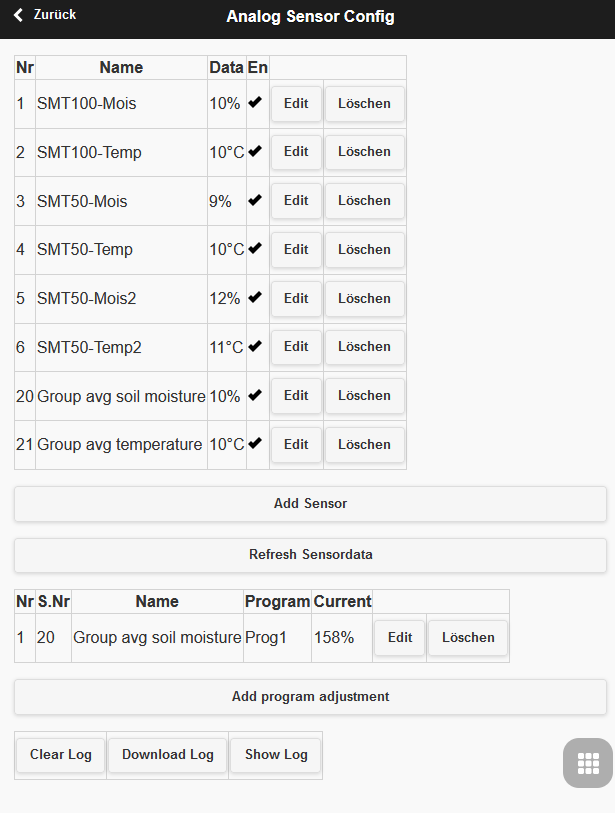 Zurück
Analog Sensor Config
Nr Name Data En
1 SMT100-Mois 10% ✔ Edit Löschen
2 SMT100-Temp 10°C ✔ Edit Löschen
3 SMT50-Mois 9% ✔ Edit Löschen
4 SMT50-Temp 10°C ✔ Edit Löschen
5 SMT50-Mois2 12% ✔ Edit Löschen
6 SMT50-Temp2 11°C ✔ Edit Löschen
20 Group avg soil moisture 10% ✔ Edit Löschen
21 Group avg temperature 10°C ✔ Edit Löschen
Add Sensor
Refresh Sensordata
Nr S.Nr Name Program Current
1 20 Group avg soil moisture Prog1 158% Edit Löschen
Add program adjustment
Clear Log Download Log Show Log